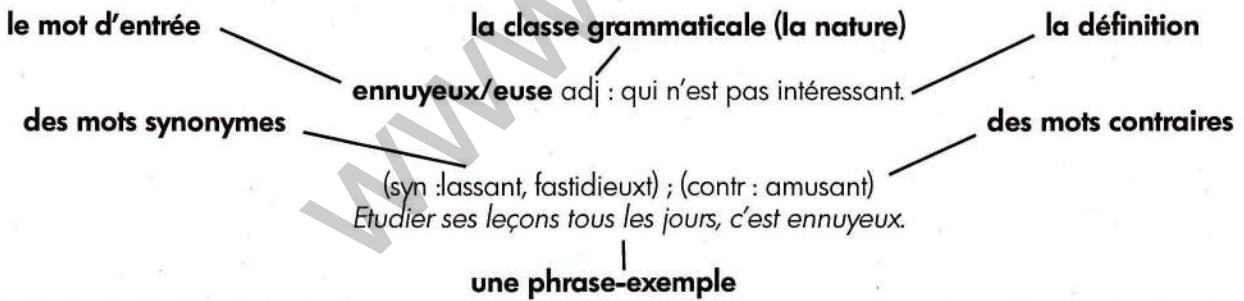 le mot d'entrée la classe grammaticale (la nature) la définition
ennuyeux/euse adj : qui n'est pas intéressant.
des mots synonymes des mots contraires
(syn :lassant, fastidieuxt) ; (contr : amusant)
Etudier ses leçons tous les jours, c'est ennuyeux.
une phrase-exemple
www.